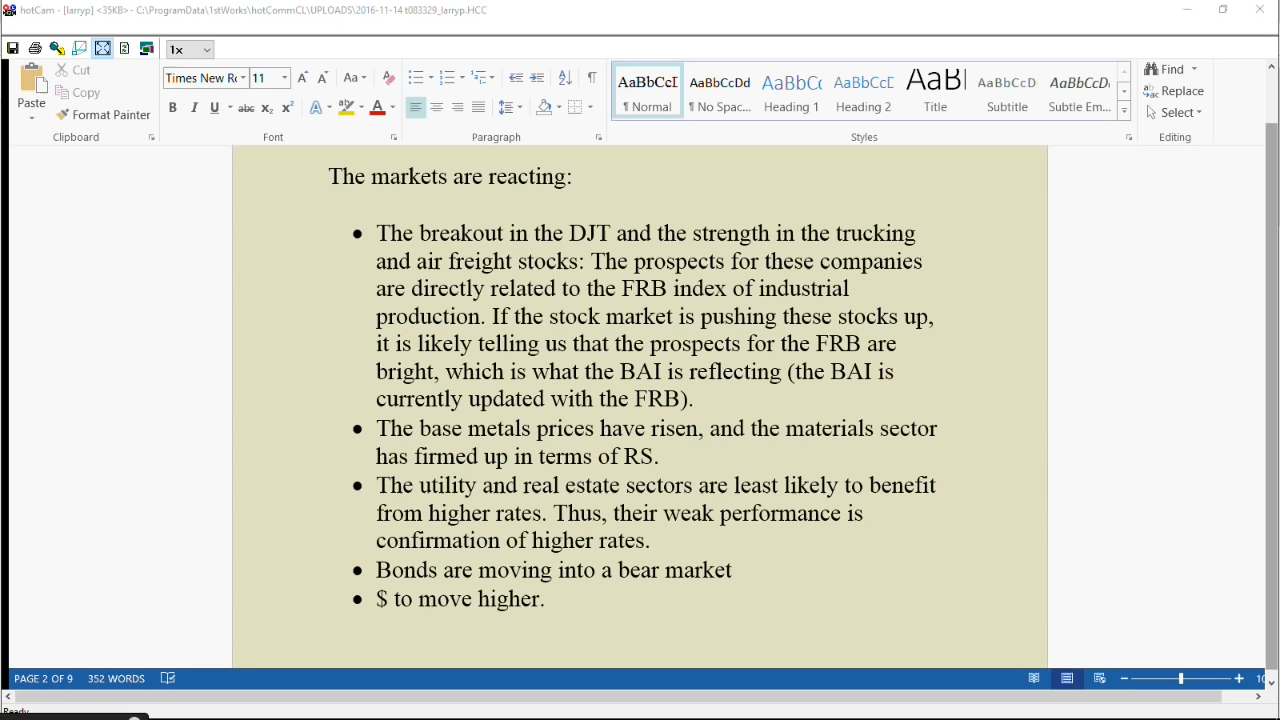 hotCam - [larryp] <35KB> - C:\ProgramData\1stWorks\hotCommCL\UPLOADS\2016-11-14 t083329_larryp.HCC
1x
Cut
Copy
Paste
Format Painter
Clipboard
Times New Ro 11
Font
Paragraph
AaBbCcI AaBbCcDd AaBbC AaBbCcD AaB AaBbCcD AaBbCcDc
¶ Normal ¶ No Spac... Heading 1 Heading 2 Title Subtitle Subtle Em...
Styles
Find
Replace
Select
Editing
The markets are reacting:
• The breakout in the DJT and the strength in the trucking
and air freight stocks: The prospects for these companies
are directly related to the FRB index of industrial
production. If the stock market is pushing these stocks up,
it is likely telling us that the prospects for the FRB are
bright, which is what the BAI is reflecting (the BAI is
currently updated with the FRB).
• The base metals prices have risen, and the materials sector
has firmed up in terms of RS.
• The utility and real estate sectors are least likely to benefit
from higher rates. Thus, their weak performance is
confirmation of higher rates.
• Bonds are moving into a bear market
• $ to move higher.
PAGE 2 OF 9 352 WORDS
Ready